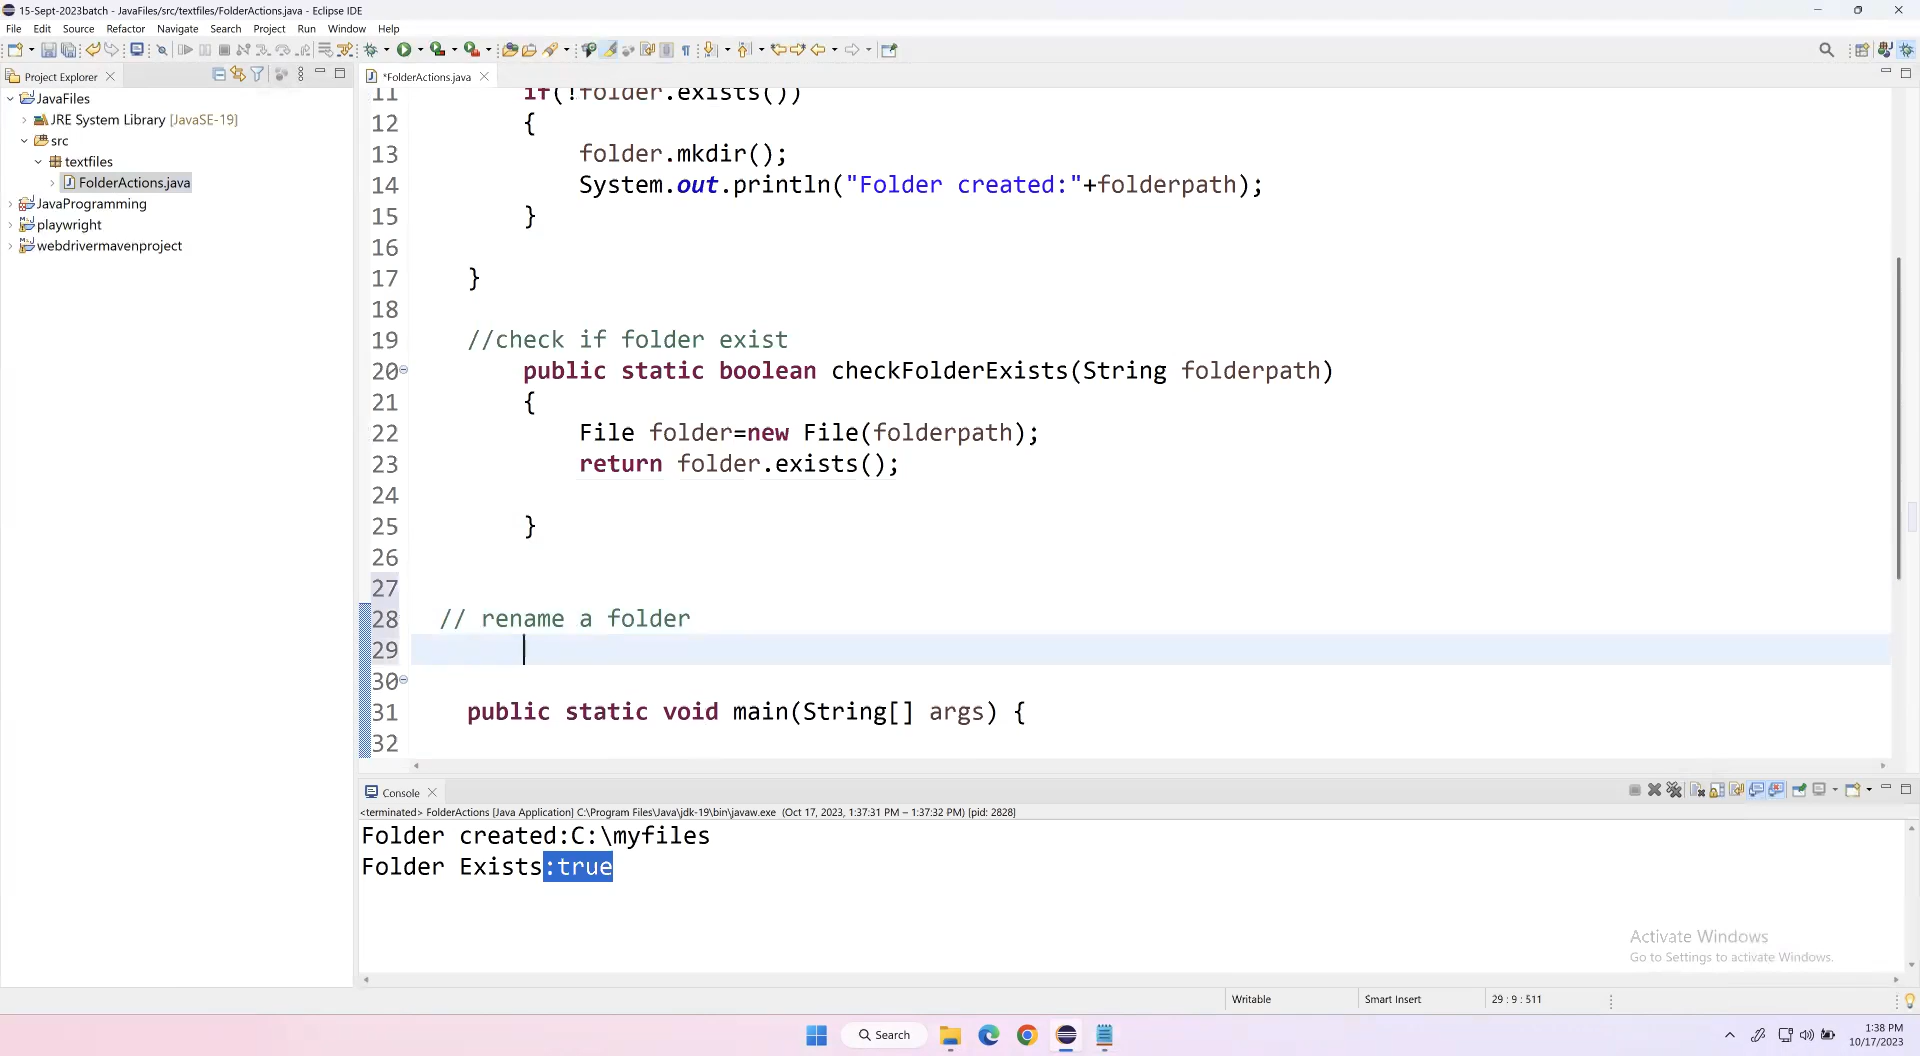 15-Sept-2023batch - JavaFiles/src/textfiles/FolderActions.java - Eclipse IDE
File Edit Source Refactor Navigate Search Project Run Window Help
Project Explorer
*FolderActions.java
JavaFiles
JRE System Library [JavaSE-19]
src
textfiles
FolderActions.java
JavaProgramming
playwright
webdrivermavenproject
11 if(!folder.exists())
12 {
13 folder.mkdir();
14 System.out.println("Folder created:"+folderpath);
15 }
16
17 }
18
19 //check if folder exist
20 public static boolean checkFolderExists(String folderpath)
21 {
22 File folder=new File(folderpath);
23 return folder.exists();
24
25 }
26
27
28 // rename a folder
29
30
31 public static void main(String[] args) {
32
Console
<terminated> FolderActions [Java Application] C:\Program Files\Java\jdk-19\bin\javaw.exe (Oct 17, 2023, 1:37:31 PM – 1:37:32 PM) [pid: 2828]
Folder created:C:\myfiles
Folder Exists:true
Activate Windows
Go to Settings to activate Windows.
Writable
Smart Insert
29 : 9 : 511
Search
1:38 PM
10/17/2023